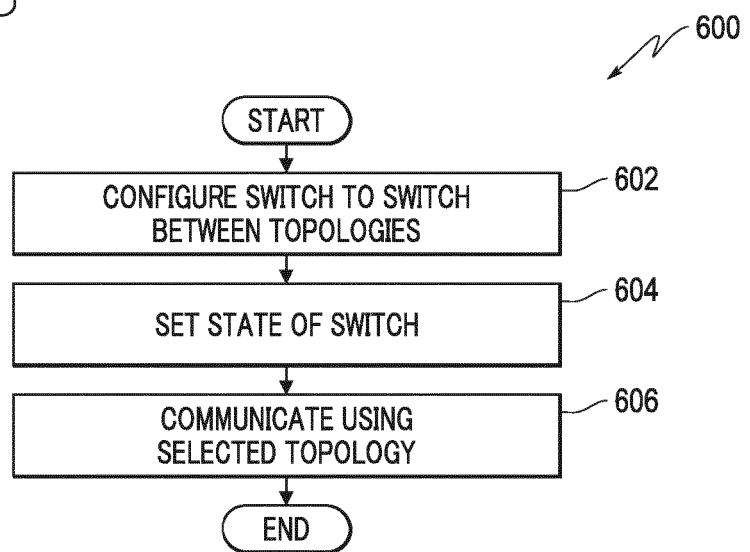 600
START
CONFIGURE SWITCH TO SWITCH
BETWEEN TOPOLOGIES
602
SET STATE OF SWITCH
604
COMMUNICATE USING
SELECTED TOPOLOGY
606
END